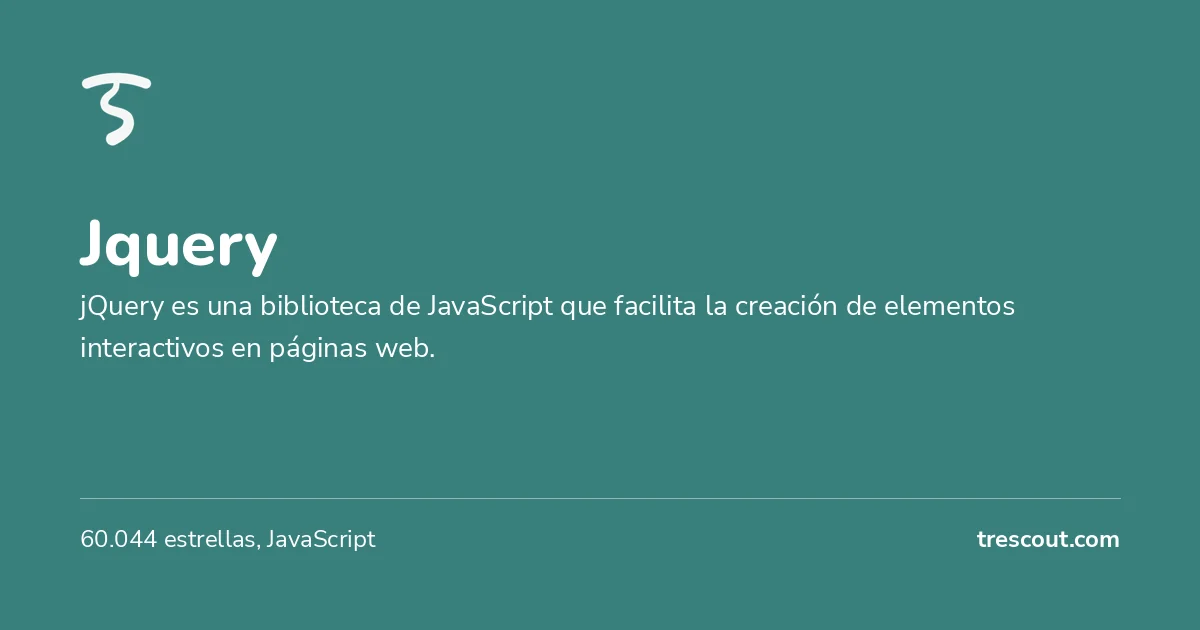 Jquery
jQuery es una biblioteca de JavaScript que facilita la creación de elementos
interactivos en páginas web.
60.044 estrellas, JavaScript
trescout.com